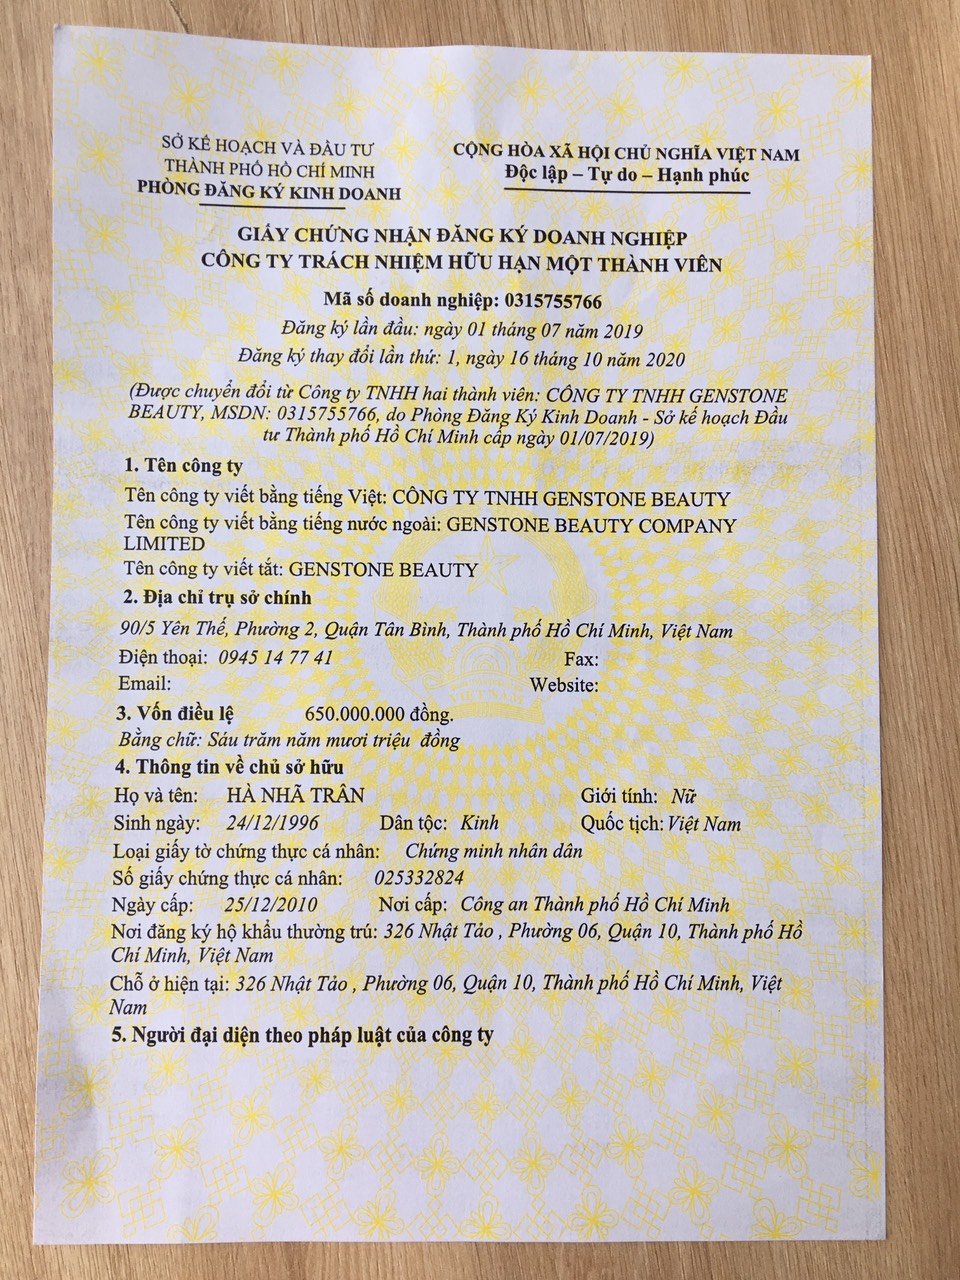 SỞ KẾ HOẠCH VÀ ĐẦU TƯ
THÀNH PHỐ HỒ CHÍ MINH
PHÒNG ĐĂNG KÝ KINH DOANH
CỘNG HÒA XÃ HỘI CHỦ NGHĨA VIỆT NAM
Độc lập – Tự do – Hạnh phúc
GIẤY CHỨNG NHẬN ĐĂNG KÝ DOANH NGHIỆP
CÔNG TY TRÁCH NHIỆM HỮU HẠN MỘT THÀNH VIÊN
Mã số doanh nghiệp: 0315755766
Đăng ký lần đầu: ngày 01 tháng 07 năm 2019
Đăng ký thay đổi lần thứ: 1, ngày 16 tháng 10 năm 2020
(Được chuyển đổi từ Công ty TNHH hai thành viên: CÔNG TY TNHH GENSTONE
BEAUTY, MSDN: 0315755766, do Phòng Đăng Ký Kinh Doanh - Sở kế hoạch Đầu
tư Thành phố Hồ Chí Minh cấp ngày 01/07/2019)
1. Tên công ty
Tên công ty viết bằng tiếng Việt: CÔNG TY TNHH GENSTONE BEAUTY
Tên công ty viết bằng tiếng nước ngoài: GENSTONE BEAUTY COMPANY
LIMITED
Tên công ty viết tắt: GENSTONE BEAUTY
2. Địa chỉ trụ sở chính
90/5 Yên Thế, Phường 2, Quận Tân Bình, Thành phố Hồ Chí Minh, Việt Nam
Điện thoại: 0945 14 77 41 Fax:
Email: Website:
3. Vốn điều lệ 650.000.000 đồng.
Bằng chữ: Sáu trăm năm mươi triệu đồng
4. Thông tin về chủ sở hữu
Họ và tên: HÀ NHÃ TRÂN Giới tính: Nữ
Sinh ngày: 24/12/1996 Dân tộc: Kinh Quốc tịch: Việt Nam
Loại giấy tờ chứng thực cá nhân: Chứng minh nhân dân
Số giấy chứng thực cá nhân: 025332824
Ngày cấp: 25/12/2010 Nơi cấp: Công an Thành phố Hồ Chí Minh
Nơi đăng ký hộ khẩu thường trú: 326 Nhật Tảo , Phường 06, Quận 10, Thành phố Hồ
Chí Minh, Việt Nam
Chỗ ở hiện tại: 326 Nhật Tảo , Phường 06, Quận 10, Thành phố Hồ Chí Minh, Việt
Nam
5. Người đại diện theo pháp luật của công ty